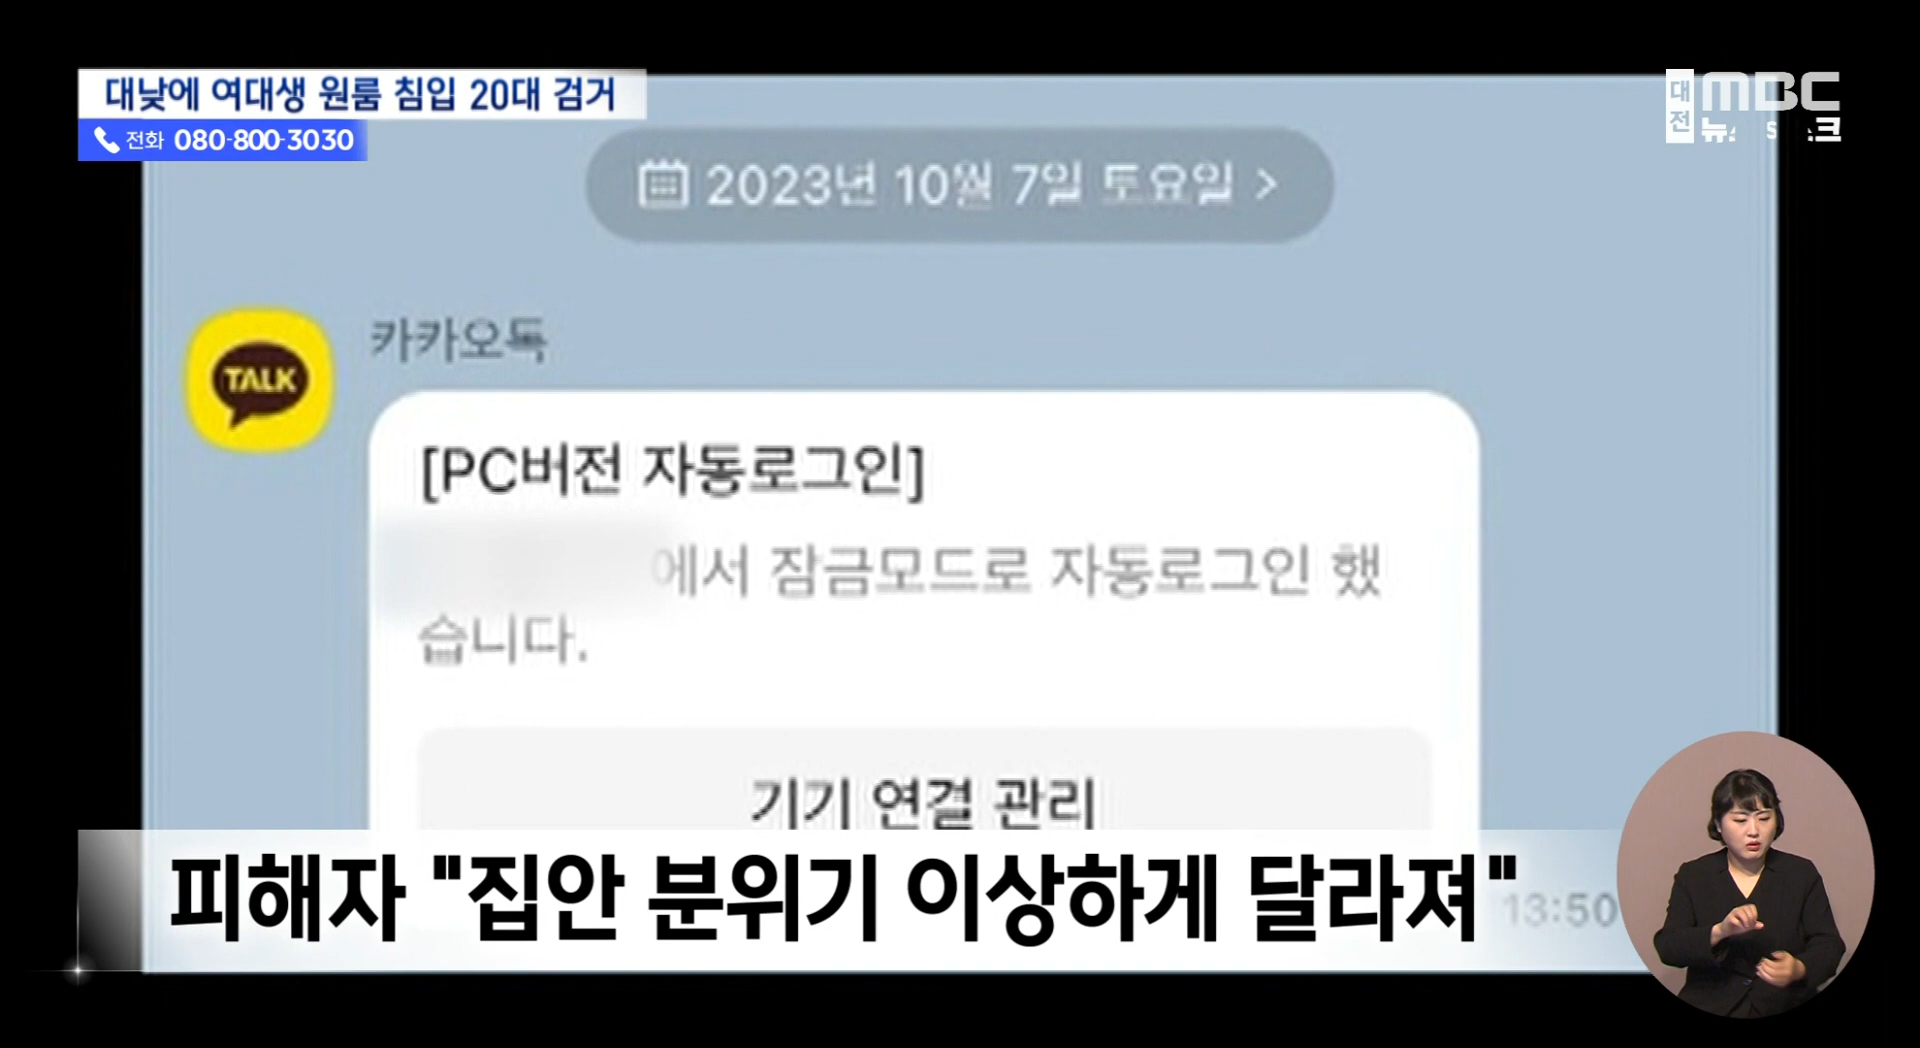 대낮에 여대생 원룸 침입 20대 검거
전화 080-800-3030
대전 MBC
2023년 10월 7일 토요일 >
카카오톡
TALK
[PC버전 자동로그인]
에서 잠금모드로 자동로그인 했
습니다.
기기 연결 관리
피해자 "집안 분위기 이상하게 달라져"
13:50